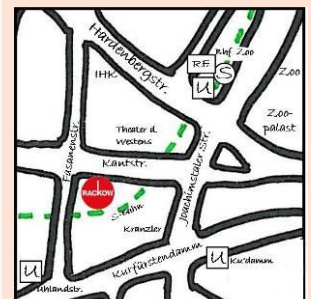 Hardenbergstr.
Bhf. Zoo
RE
S
U
IHK
Zoo
Zoo-
palast
Theater d.
Westens
Fasanenstr.
Kantstr.
Joachimstaler Str.
RACKOW
S-Bahn
Kranzler
Kurfürstendamm
U
Ku'damm
U
Uhlandstr.